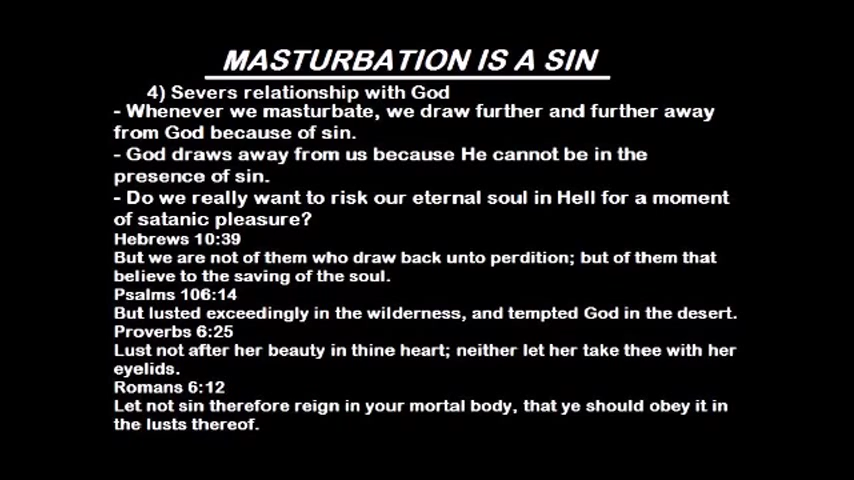 MASTURBATION IS A SIN
4) Severs relationship with God
- Whenever we masturbate, we draw further and further away
from God because of sin.
- God draws away from us because He cannot be in the
presence of sin.
- Do we really want to risk our eternal soul in Hell for a moment
of satanic pleasure?
Hebrews 10:39
But we are not of them who draw back unto perdition; but of them that
believe to the saving of the soul.
Psalms 106:14
But lusted exceedingly in the wilderness, and tempted God in the desert.
Proverbs 6:25
Lust not after her beauty in thine heart; neither let her take thee with her
eyelids.
Romans 6:12
Let not sin therefore reign in your mortal body, that ye should obey it in
the lusts thereof.